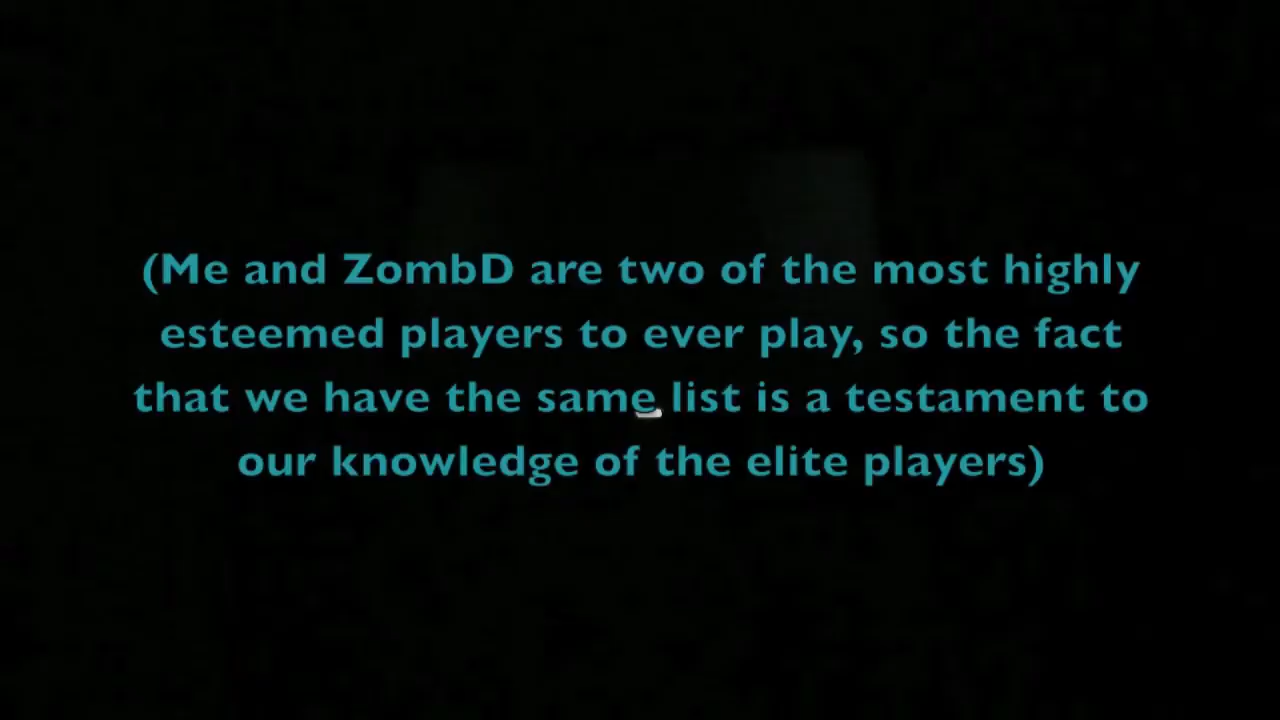 (Me and ZombD are two of the most highly
esteemed players to ever play, so the fact
that we have the same list is a testament to
our knowledge of the elite players)